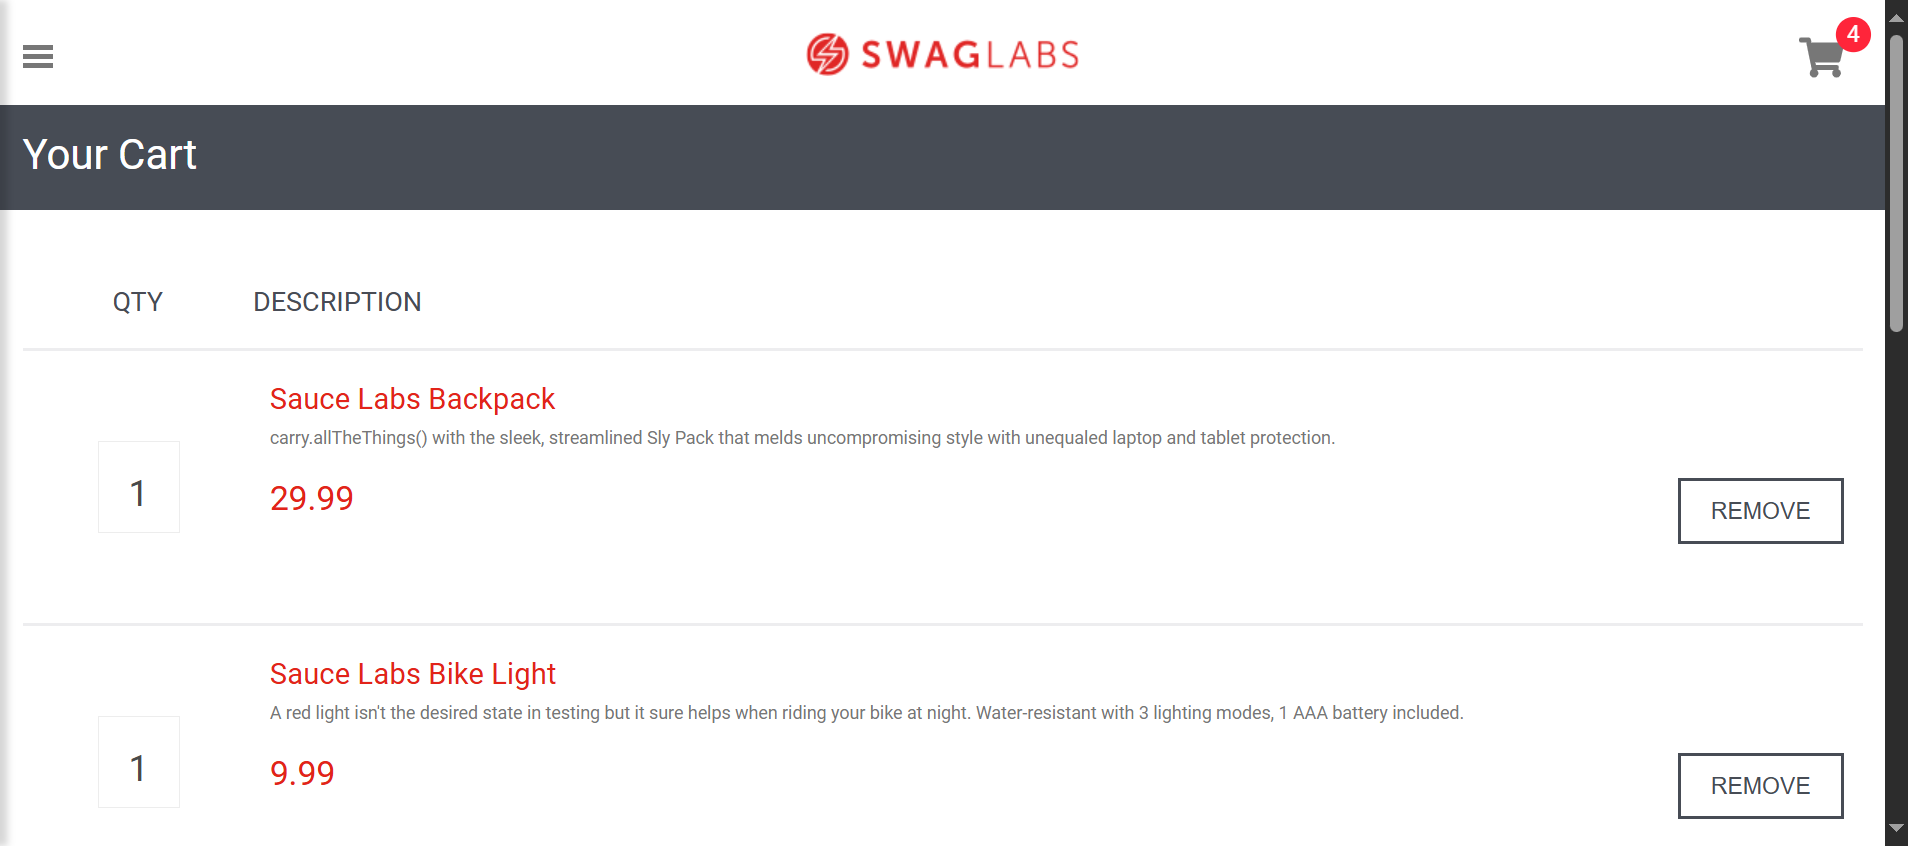 SWAGLABS
4
Your Cart
QTY DESCRIPTION
Sauce Labs Backpack
carry.allTheThings() with the sleek, streamlined Sly Pack that melds uncompromising style with unequaled laptop and tablet protection.
1
29.99
REMOVE
Sauce Labs Bike Light
A red light isn't the desired state in testing but it sure helps when riding your bike at night. Water-resistant with 3 lighting modes, 1 AAA battery included.
1
9.99
REMOVE